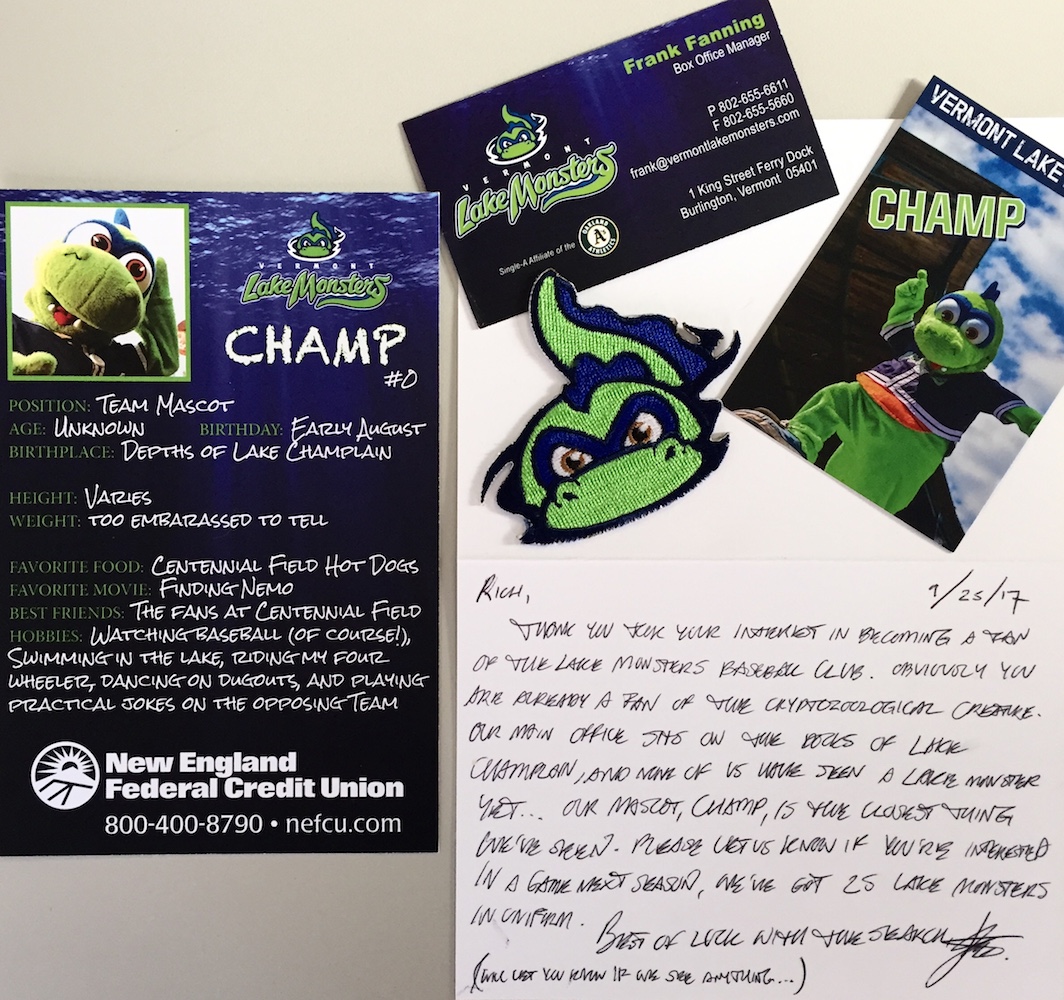 VERMONT
Lake Monsters
CHAMP
#0
POSITION: TEAM MASCOT
AGE: UNKNOWN BIRTHDAY: EARLY AUGUST
BIRTHPLACE: DEPTHS OF LAKE CHAMPLAIN
HEIGHT: VARIES
WEIGHT: TOO EMBARASSED TO TELL
FAVORITE FOOD: CENTENNIAL FIELD HOT DOGS
FAVORITE MOVIE: FINDING NEMO
BEST FRIENDS: THE FANS AT CENTENNIAL FIELD
HOBBIES: WATCHING BASEBALL (OF COURSE!),
SWIMMING IN THE LAKE, RIDING MY FOUR
WHEELER, DANCING ON DUGOUTS, AND PLAYING
PRACTICAL JOKES ON THE OPPOSING TEAM
New England
Federal Credit Union
800-400-8790 • nefcu.com
Frank Fanning
Box Office Manager
P 802-655-6611
F 802-655-5660
frank@vermontlakemonsters.com
1 King Street Ferry Dock
Burlington, Vermont 05401
VERMONT
Lake Monsters
Single-A Affiliate of the
OAKLAND
A's
ATHLETICS
VERMONT LAKE
CHAMP
RICH, 9/25/17
THANK YOU FOR YOUR INTEREST IN BECOMING A FAN
OF THE LAKE MONSTERS BASEBALL CLUB. OBVIOUSLY YOU
ARE ALREADY A FAN OF THE CRYPTOZOOLOGICAL CREATURE.
OUR MAIN OFFICE SITS ON THE DOCKS OF LAKE
CHAMPLAIN, AND NONE OF US HAVE SEEN A LAKE MONSTER
YET... OUR MASCOT, CHAMP, IS THE CLOSEST THING
WE'VE SEEN. PLEASE LET US KNOW IF YOU'RE INTERESTED
IN A GAME NEXT SEASON, WE'VE GOT 25 LAKE MONSTERS
IN UNIFORM.
BEST OF LUCK WITH THE SEARCH
(WILL LET YOU KNOW IF WE SEE ANYTHING...)